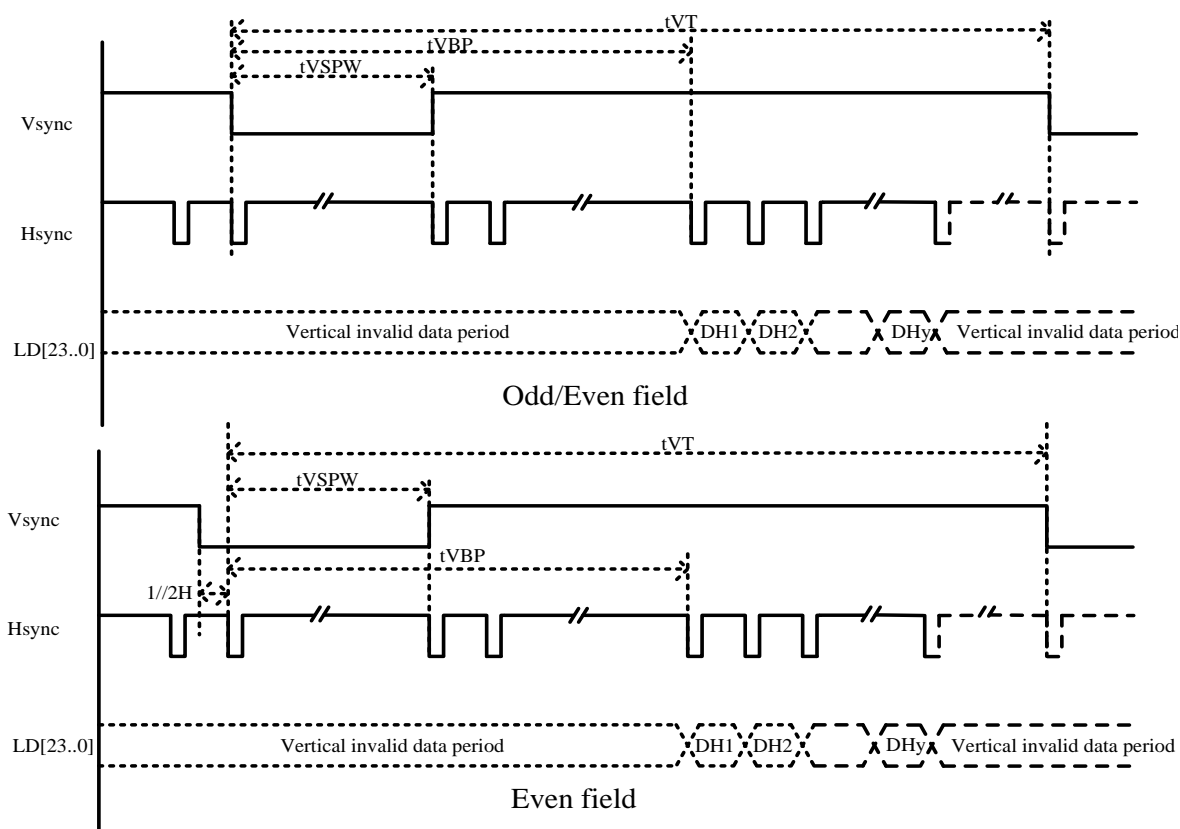 tVT
tVBP
tVSPW
Vsync
Hsync
Vertical invalid data period
DH1
DH2
DHy
Vertical invalid data period
LD[23..0]
Odd/Even field
tVT
tVSPW
Vsync
tVBP
1//2H
Hsync
LD[23..0]
Vertical invalid data period
DH1
DH2
DHy
Vertical invalid data period
Even field